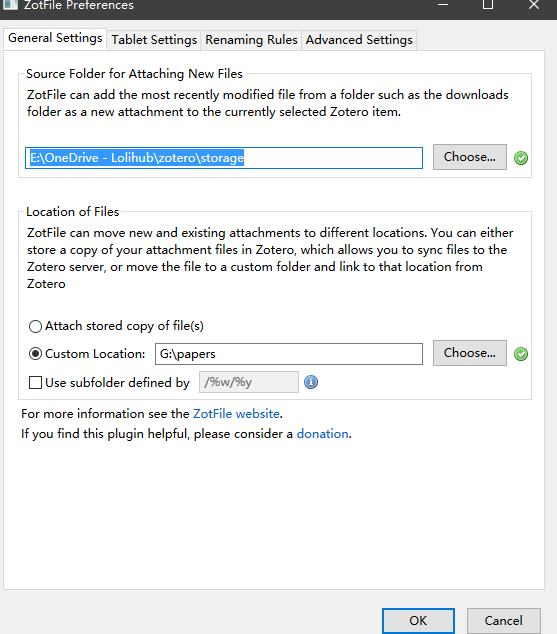 ZotFile Preferences
General Settings Tablet Settings Renaming Rules Advanced Settings
Source Folder for Attaching New Files
ZotFile can add the most recently modified file from a folder such as the downloads
folder as a new attachment to the currently selected Zotero item.
E:\OneDrive - Lolihub\zotero\storage Choose...
Location of Files
ZotFile can move new and existing attachments to different locations. You can either
store a copy of your attachment files in Zotero, which allows you to sync files to the
Zotero server, or move the file to a custom folder and link to that location from
Zotero
Attach stored copy of file(s)
Custom Location: G:\papers Choose...
Use subfolder defined by /%w/%y
For more information see the ZotFile website.
If you find this plugin helpful, please consider a donation.
OK Cancel